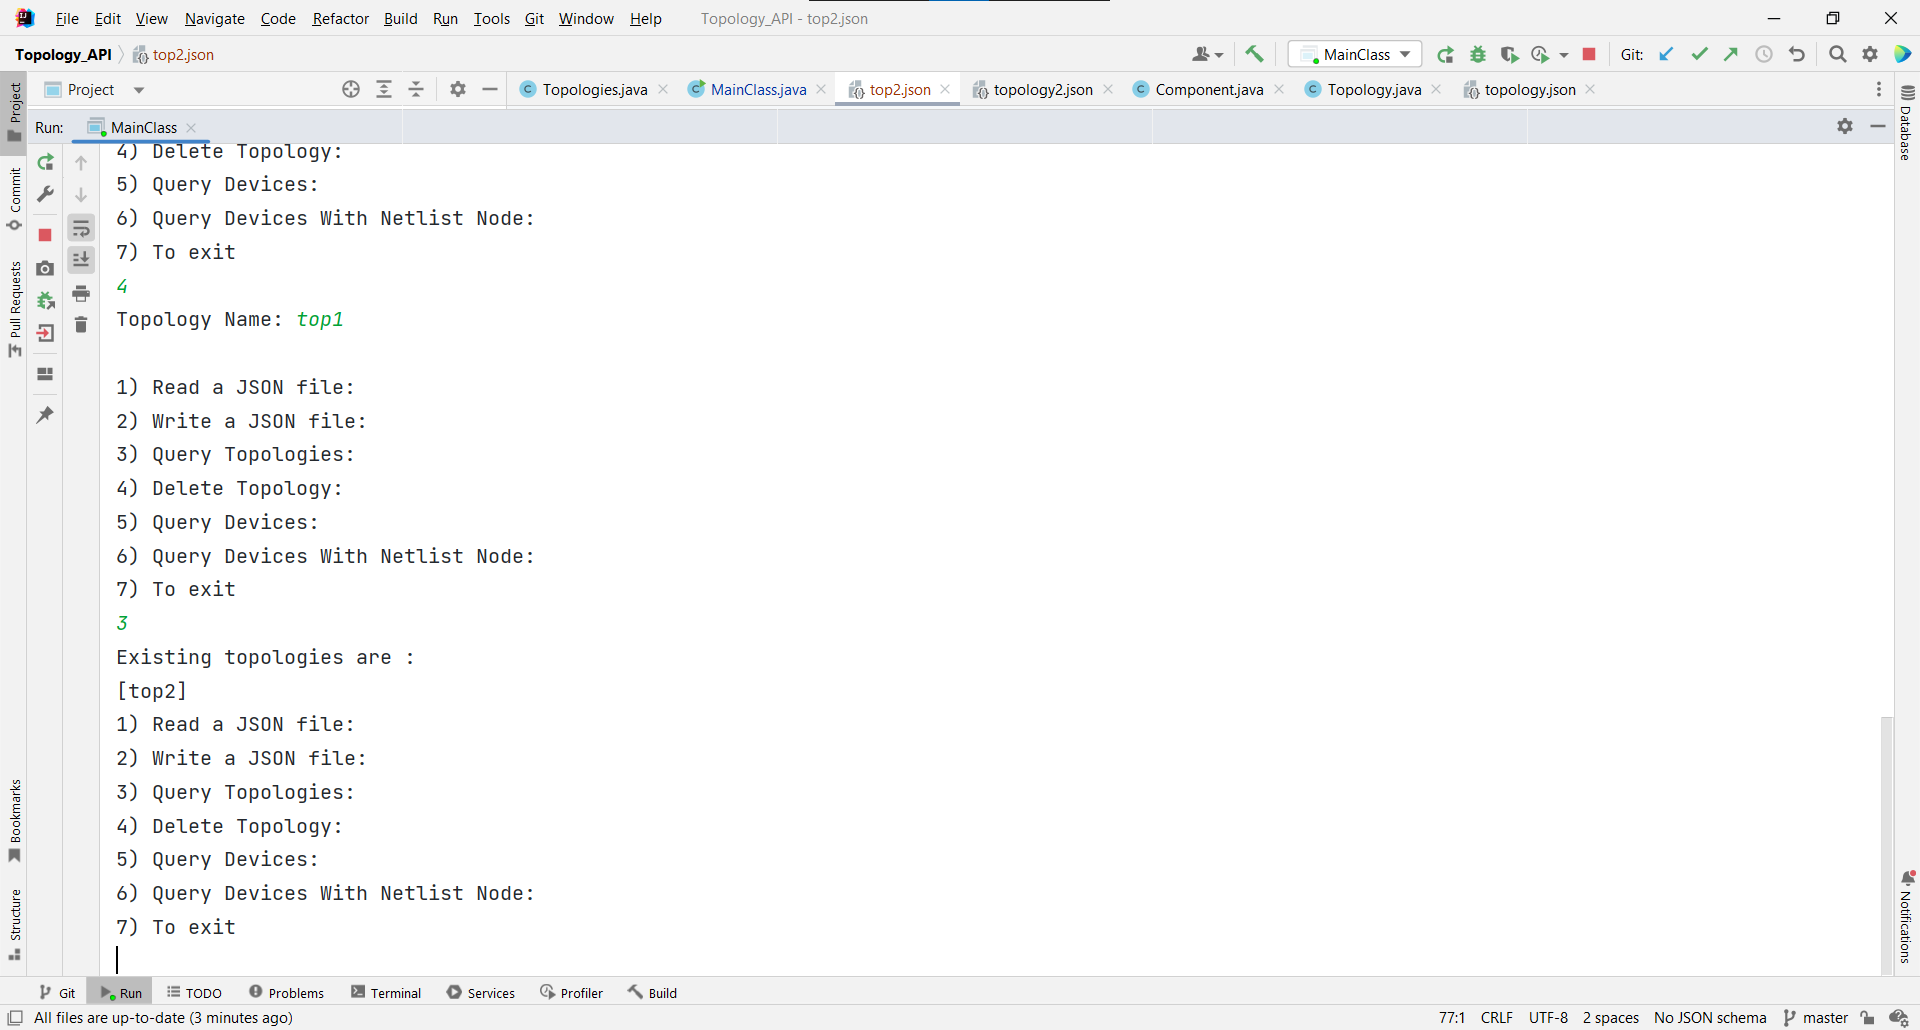 File Edit View Navigate Code Refactor Build Run Tools Git Window Help Topology_API - top2.json
Topology_API top2.json MainClass Git:
Project Topologies.java MainClass.java top2.json topology2.json Component.java Topology.java topology.json
Run: MainClass
Project
Commit
Pull Requests
Bookmarks
Structure
4) Delete Topology:
5) Query Devices:
6) Query Devices With Netlist Node:
7) To exit
4
Topology Name: top1
1) Read a JSON file:
2) Write a JSON file:
3) Query Topologies:
4) Delete Topology:
5) Query Devices:
6) Query Devices With Netlist Node:
7) To exit
3
Existing topologies are :
[top2]
1) Read a JSON file:
2) Write a JSON file:
3) Query Topologies:
4) Delete Topology:
5) Query Devices:
6) Query Devices With Netlist Node:
7) To exit
Database
Notifications
Git Run TODO Problems Terminal Services Profiler Build
All files are up-to-date (3 minutes ago) 77:1 CRLF UTF-8 2 spaces No JSON schema master